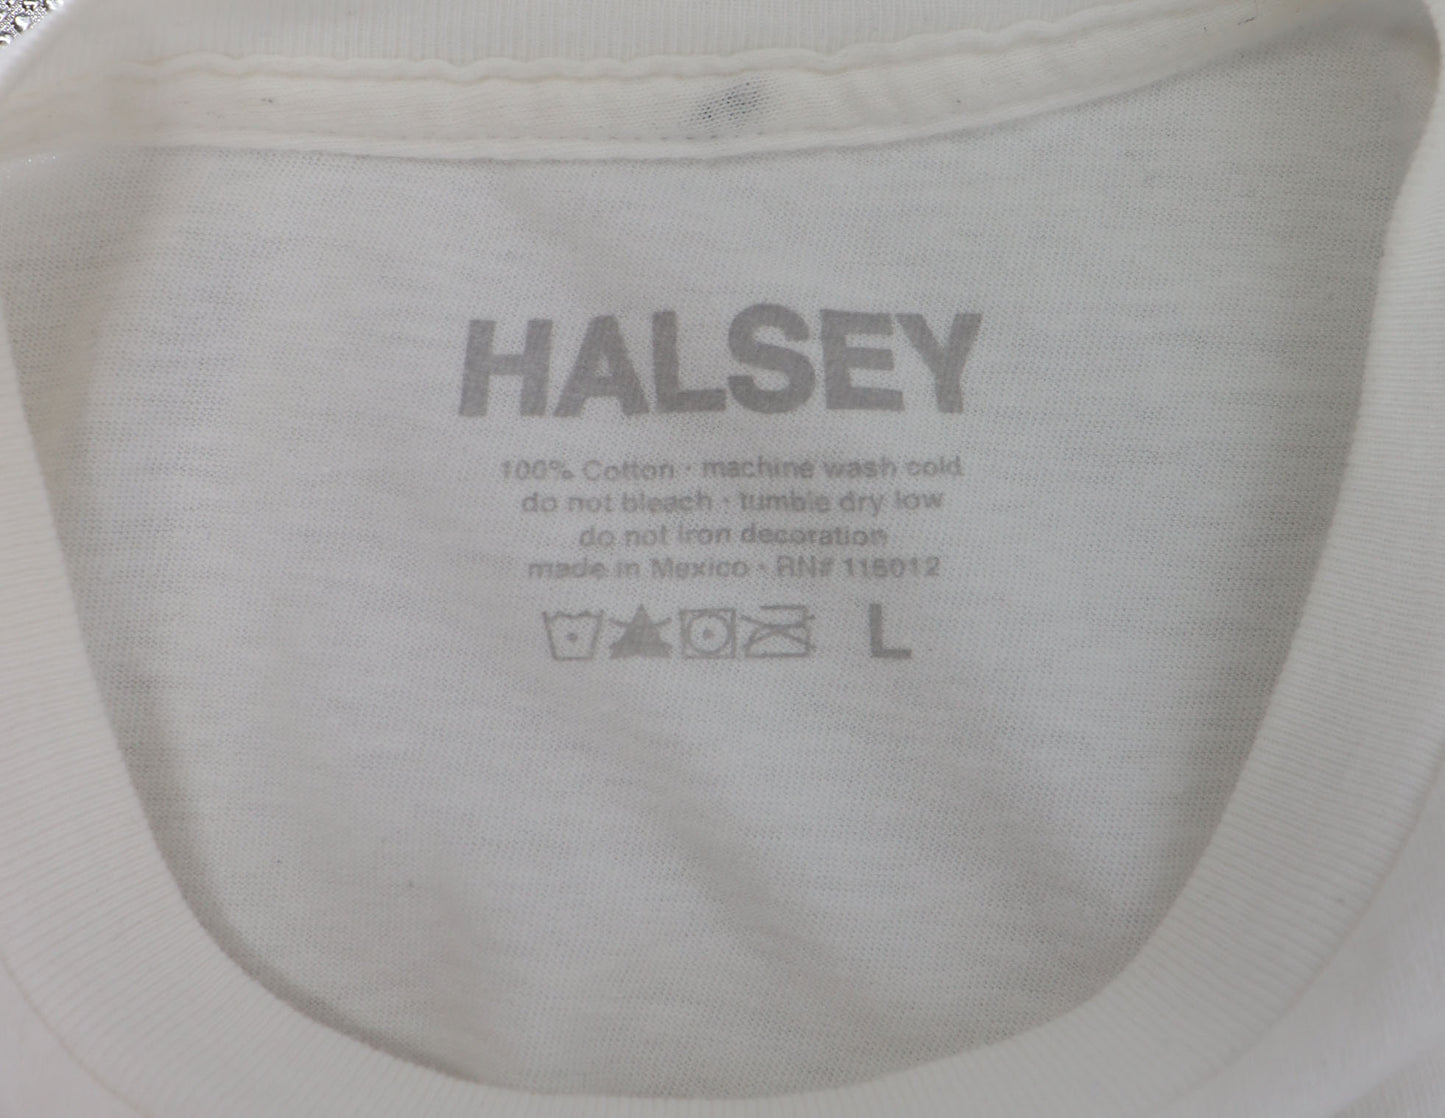 HALSEY
100% Cotton · machine wash cold
do not bleach · tumble dry low
do not iron decoration
made in Mexico · RN# 116012
L